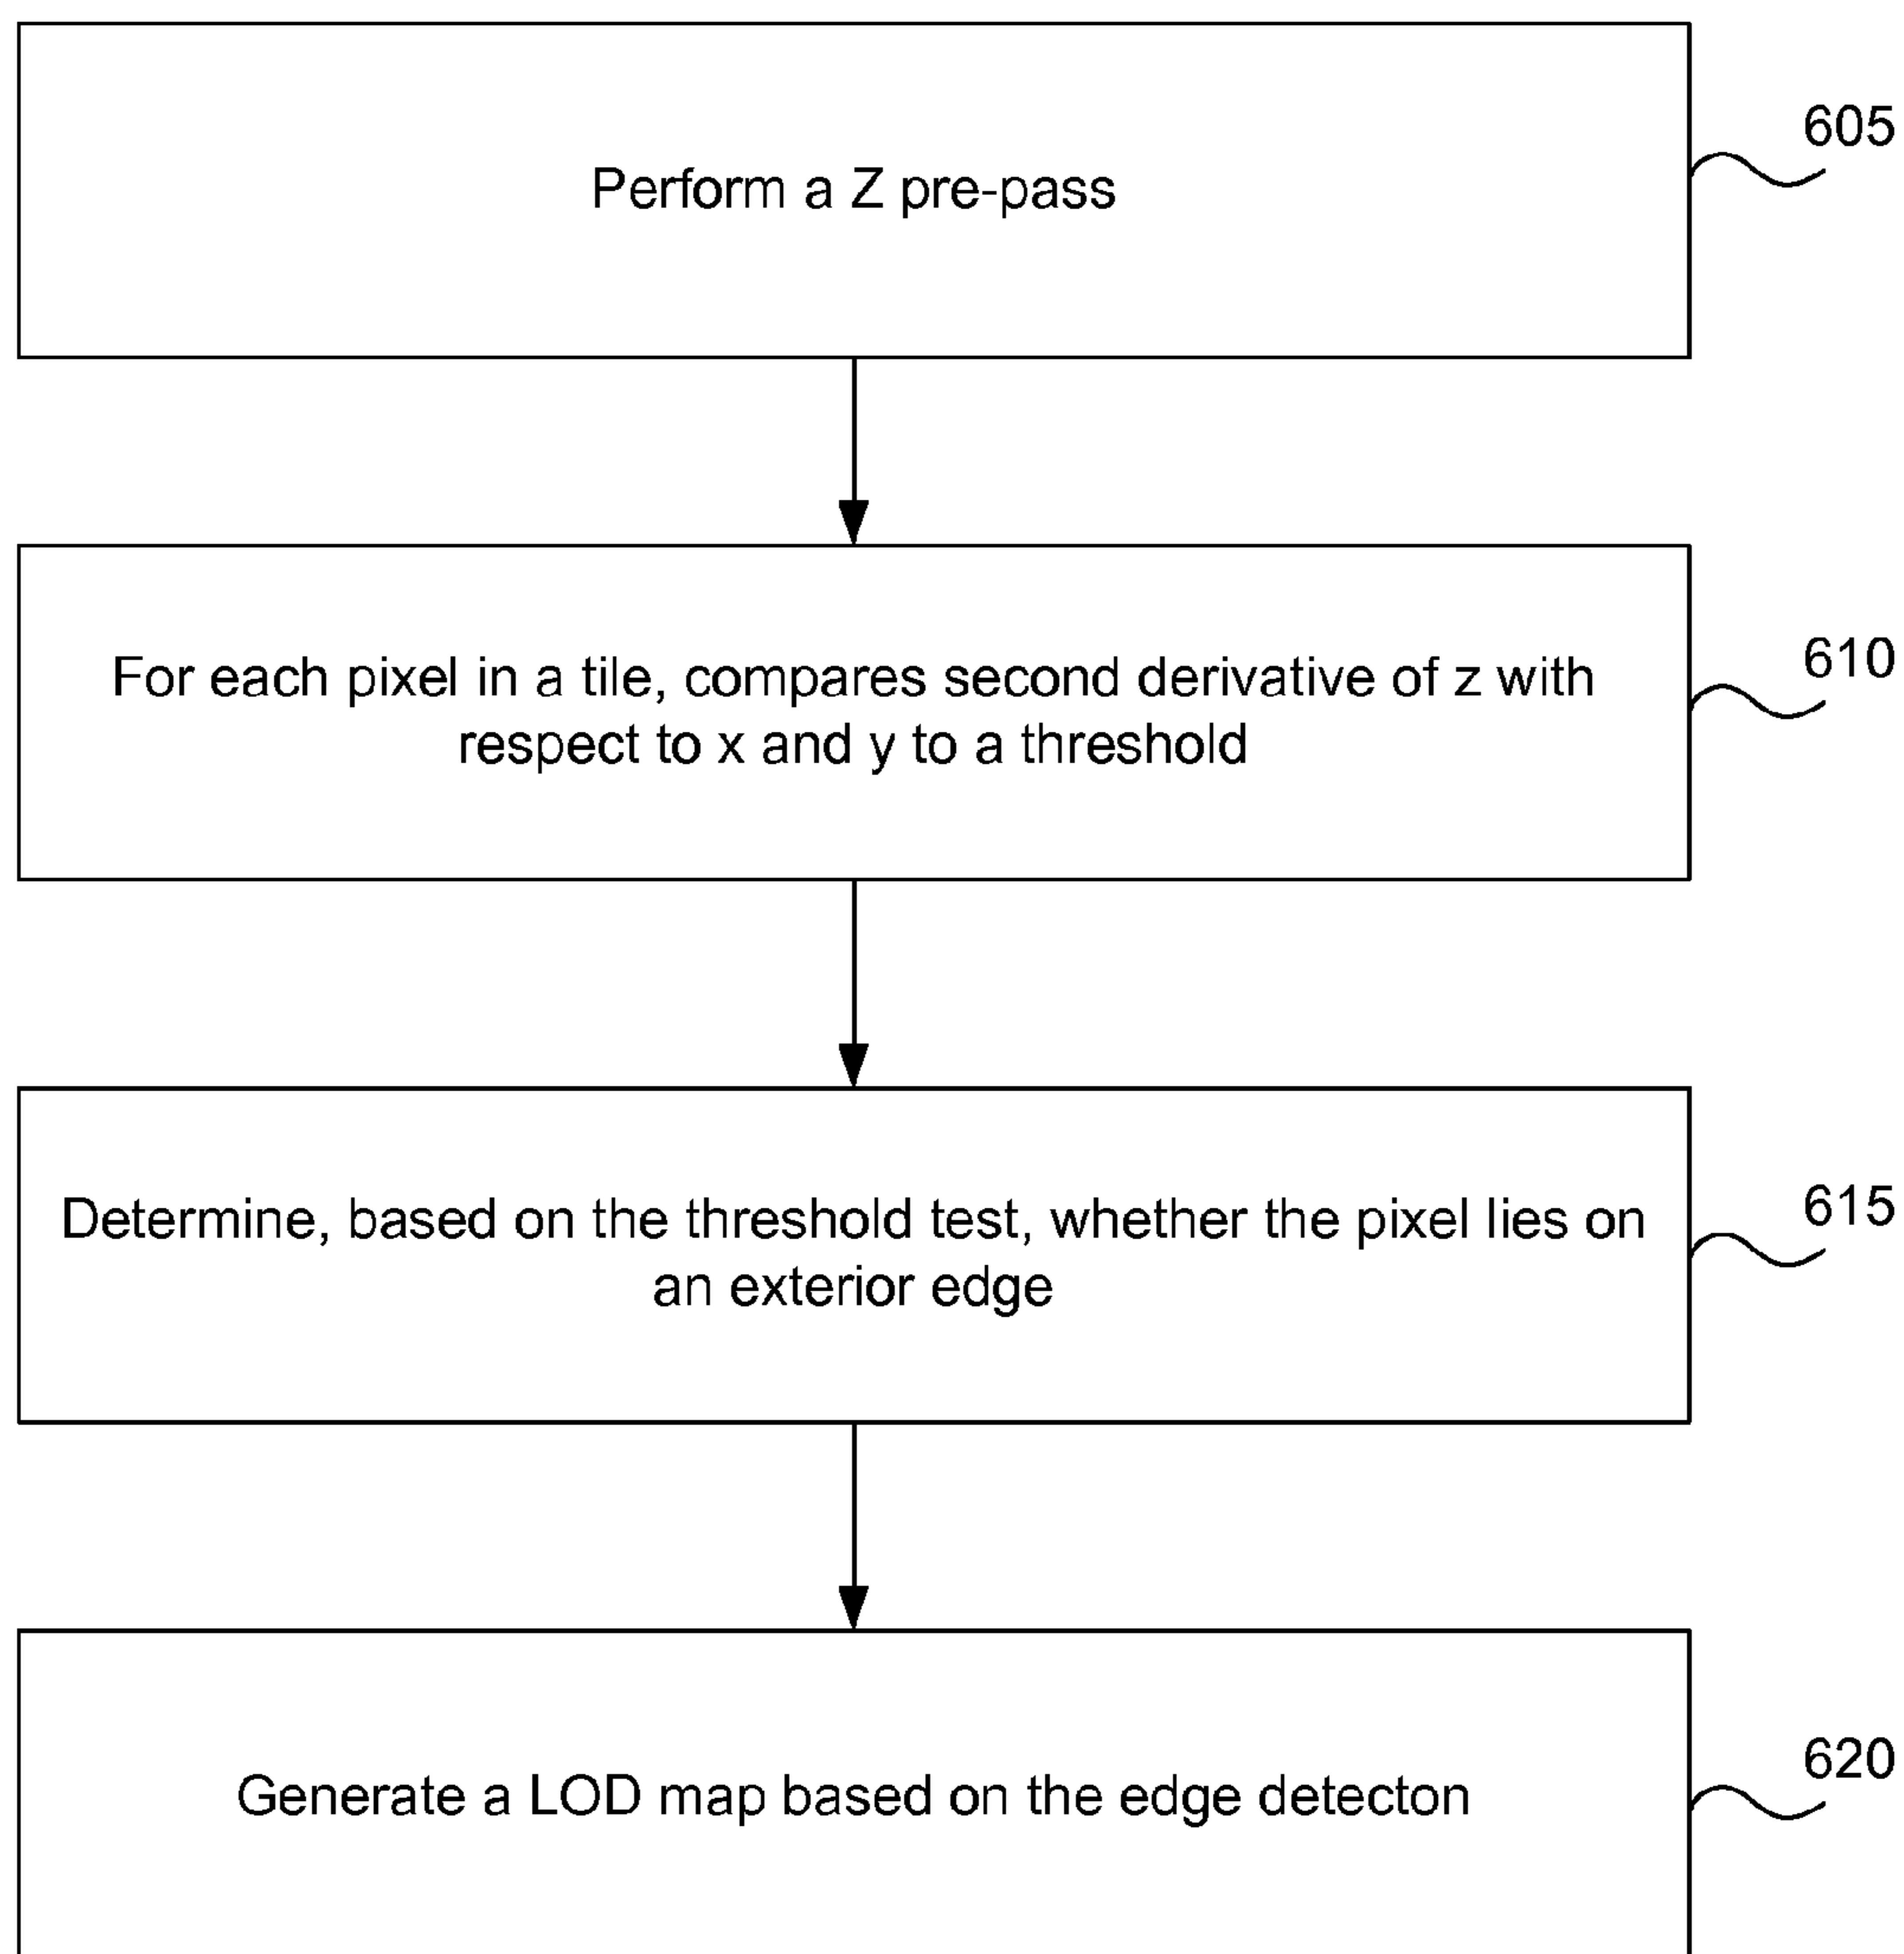 605
Perform a Z pre-pass
610
For each pixel in a tile, compares second derivative of z with
respect to x and y to a threshold
615
Determine, based on the threshold test, whether the pixel lies on
an exterior edge
620
Generate a LOD map based on the edge detecton